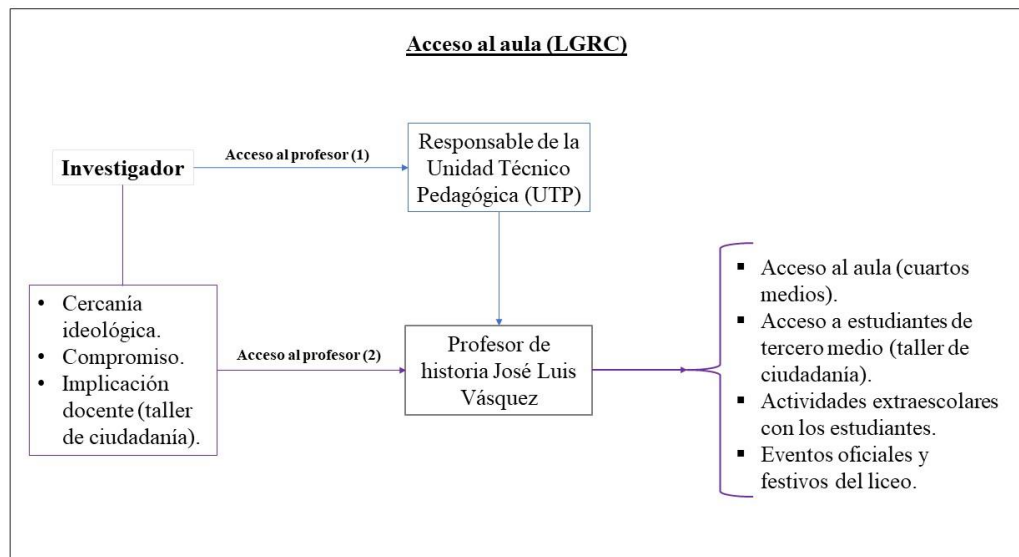 Acceso al aula (LGRC)
Investigador
Acceso al profesor (1)
Responsable de la
Unidad Técnico
Pedagógica (UTP)
• Cercanía
ideológica.
• Compromiso.
• Implicación
docente (taller
de ciudadanía).
Acceso al profesor (2)
Profesor de
historia José Luis
Vásquez
▪ Acceso al aula (cuartos
medios).
▪ Acceso a estudiantes de
tercero medio (taller de
ciudadanía).
▪ Actividades extraescolares
con los estudiantes.
▪ Eventos oficiales y
festivos del liceo.